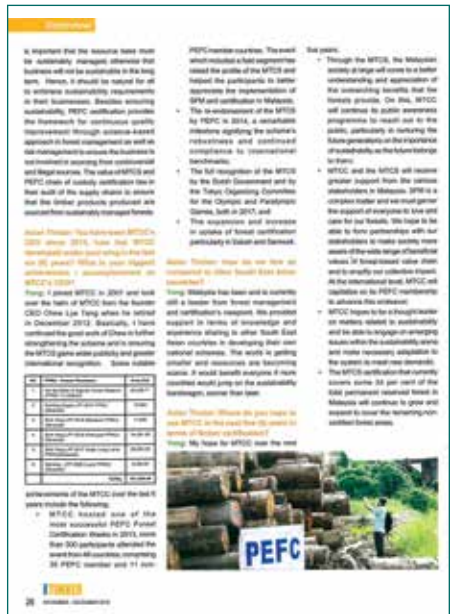 is important that the resource base must
be sustainably managed, otherwise that
business will not be sustainable in the long
term. Hence, it should be natural for all
to embrace sustainability requirements
in their businesses. Besides ensuring
sustainability, PEFC certification provides
the framework for continuous quality
improvement through science-based
approach in forest management as well as
risk management to ensure the business is
not involved in sourcing from controversial
and illegal sources. The value of MTCS and
PEFC chain of custody certification lies in
their audit of the supply chains to ensure
that the timber products produced are
sourced from sustainably managed forests.
Asian Timber: You have been MTCC's
CEO since 2013, how has MTCC
developed under your wing in the last
six (6) years? What is your biggest
MTCC's CEO?
Yong: I joined MTCC in 2001 and took
over the helm of MTCC from the founder
CEO Chew Lye Teng when he retired
in December 2012. Basically, I have
continued the good work of Chew in further
strengthening the scheme and in ensuring
the MTCS gains wider publicity and greater
international recognition. Some notable
achievements of the MTCC over the last 6
years include the following:
• MTCC hosted one of the
most successful PEFC Forest
Certification Weeks in 2013, more
than 300 participants attended the
event from 46 countries, comprising
35 PEFC member and 11 non-
PEFC member countries. The event
which included a field segment has
raised the profile of the MTCS and
helped the participants to better
appreciate the implementation of
SFM and certification in Malaysia;
• The re-endorsement of the MTCS
by PEFC in 2014, a remarkable
milestone signifying the scheme's
robustness and continued
compliance to international
benchmarks;
• The full recognition of the MTCS
by the Dutch Government and by
the Tokyo Organising Committee
for the Olympic and Paralympic
Games, both in 2017; and
• The expansion and increase
in uptake of forest certification
particularly in Sabah and Sarawak.
Asian Timber: How do we fare as
compared to other South East Asian
countries?
Yong: Malaysia has been and is currently
still a leader from forest management
and certification's viewpoint. We provided
support in terms of knowledge and
experience sharing to other South East
Asian countries in developing their own
national schemes. The world is getting
smaller and resources are becoming
scarce. It would benefit everyone if more
countries would jump on the sustainability
bandwagon, sooner than later.
Asian Timber: Where do you hope to
see MTCC in the next five (5) years in
terms of timber certification?
Yong: My hope for MTCC over the next
five years:
• Through the MTCS, the Malaysian
society at large will come to a better
understanding and appreciation of
the overarching benefits that the
forests provide. On this, MTCC
will continue its public awareness
programme to reach out to the
public, particularly in nurturing the
future generations on the importance
of sustainability, as the future belongs
to them;
• MTCC and the MTCS will receive
greater support from the various
stakeholders in Malaysia. SFM is a
complex matter and we must garner
the support of everyone to love and
care for our forests. We hope to be
able to form partnerships with our
stakeholders to make society more
aware of the wide range of beneficial
values of forest-based value chain
and to amplify our collective impact.
At the international level, MTCC will
capitalise on its PEFC membership
to advance this endeavour;
• MTCC hopes to be a thought leader
on matters related to sustainability
and be able to engage on emerging
issues within the sustainability arena
and make necessary adaptation to
the system to meet new demands;
• The MTCS certification that currently
covers some 33 per cent of the
total permanent reserved forest in
Malaysia will continue to grow and
expand to cover the remaining non-
certified forest areas.
PEFC
TIMBER